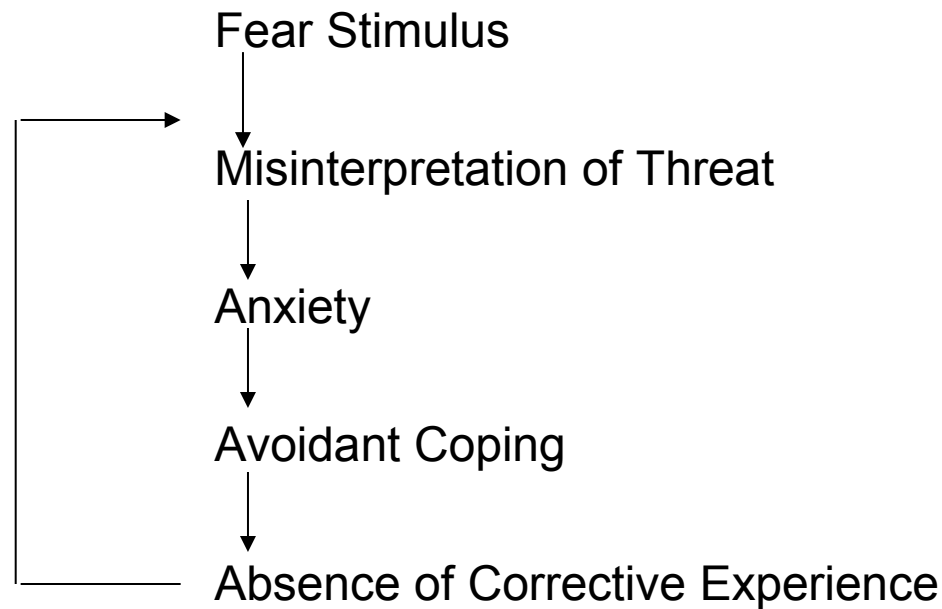 Fear Stimulus
Misinterpretation of Threat
Anxiety
Avoidant Coping
Absence of Corrective Experience